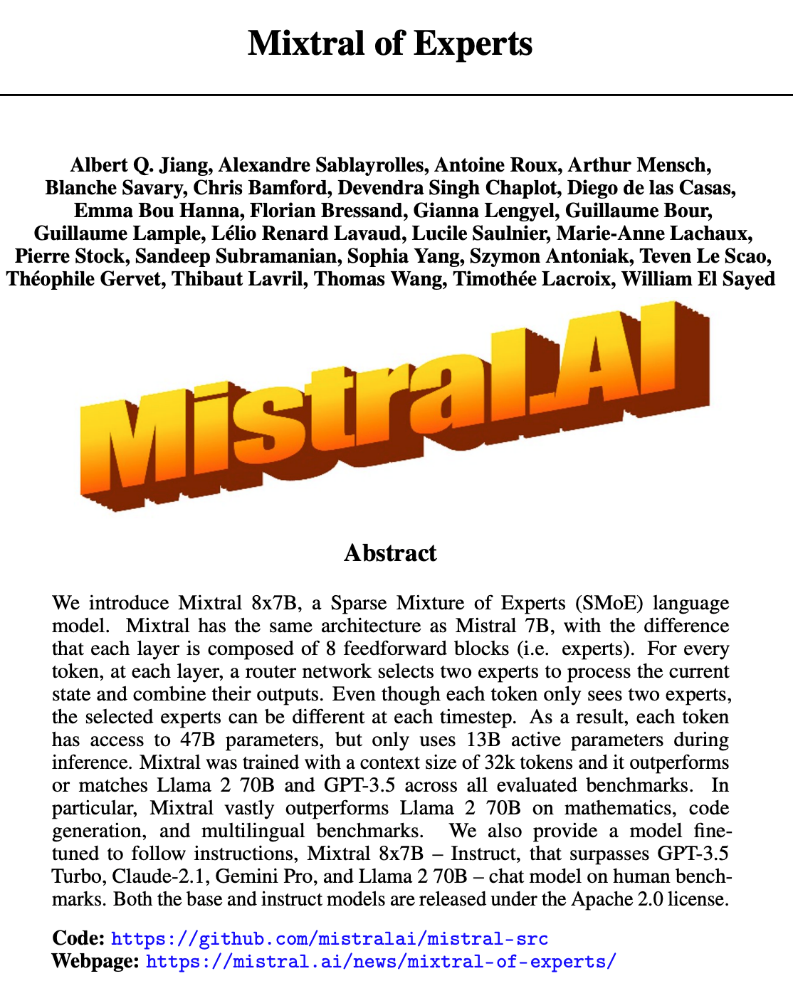 Mixtral of Experts
Albert Q. Jiang, Alexandre Sablayrolles, Antoine Roux, Arthur Mensch,
Blanche Savary, Chris Bamford, Devendra Singh Chaplot, Diego de las Casas,
Emma Bou Hanna, Florian Bressand, Gianna Lengyel, Guillaume Bour,
Guillaume Lample, Lélio Renard Lavaud, Lucile Saulnier, Marie-Anne Lachaux,
Pierre Stock, Sandeep Subramanian, Sophia Yang, Szymon Antoniak, Teven Le Scao,
Théophile Gervet, Thibaut Lavril, Thomas Wang, Timothée Lacroix, William El Sayed
Mistral.AI
Abstract
We introduce Mixtral 8x7B, a Sparse Mixture of Experts (SMoE) language
model. Mixtral has the same architecture as Mistral 7B, with the difference
that each layer is composed of 8 feedforward blocks (i.e. experts). For every
token, at each layer, a router network selects two experts to process the current
state and combine their outputs. Even though each token only sees two experts,
the selected experts can be different at each timestep. As a result, each token
has access to 47B parameters, but only uses 13B active parameters during
inference. Mixtral was trained with a context size of 32k tokens and it outperforms
or matches Llama 2 70B and GPT-3.5 across all evaluated benchmarks. In
particular, Mixtral vastly outperforms Llama 2 70B on mathematics, code
generation, and multilingual benchmarks. We also provide a model fine-
tuned to follow instructions, Mixtral 8x7B – Instruct, that surpasses GPT-3.5
Turbo, Claude-2.1, Gemini Pro, and Llama 2 70B – chat model on human bench-
marks. Both the base and instruct models are released under the Apache 2.0 license.
Code: https://github.com/mistralai/mistral-src
Webpage: https://mistral.ai/news/mixtral-of-experts/